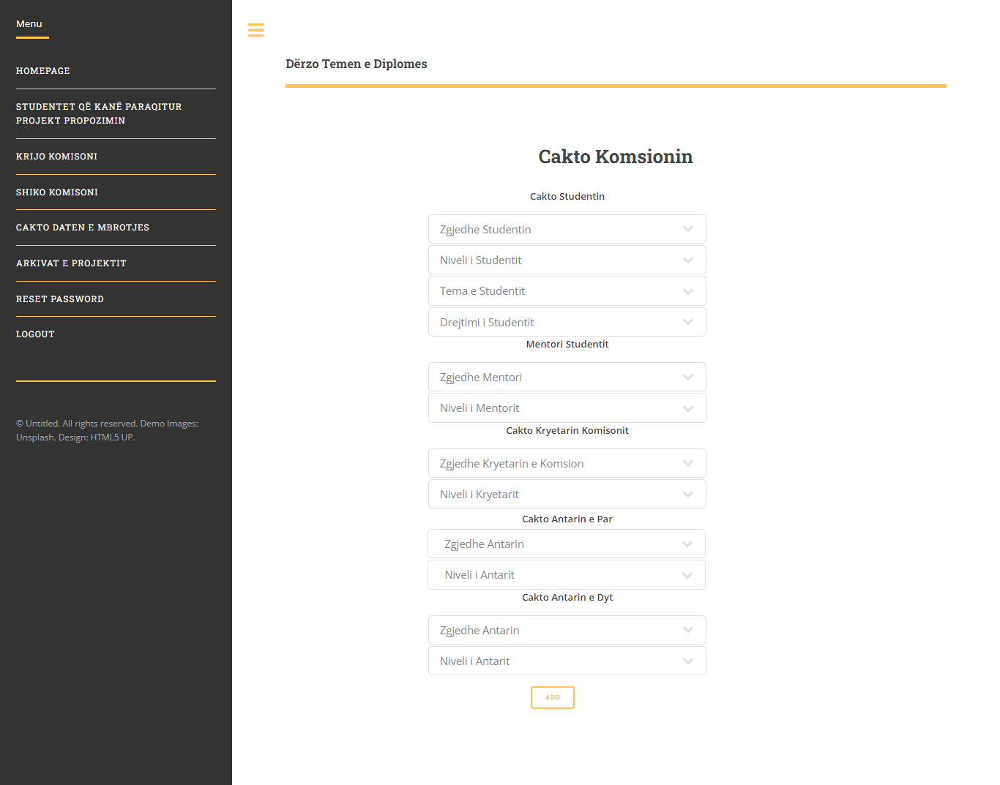 Menu
HOMEPAGE
STUDENTET QË KANË PARAQITUR
PROJEKT PROPOZIMIN
KRIJO KOMISONI
SHIKO KOMISONI
CAKTO DATEN E MBROTJES
ARKIVAT E PROJEKTIT
RESET PASSWORD
LOGOUT
© Untitled. All rights reserved. Demo Images:
Unsplash. Design: HTML5 UP.
Dërzo Temen e Diplomes
Cakto Komsionin
Cakto Studentin
Zgjedhe Studentin
Niveli i Studentit
Tema e Studentit
Drejtimi i Studentit
Mentori Studentit
Zgjedhe Mentori
Niveli i Mentorit
Cakto Kryetarin Komisonit
Zgjedhe Kryetarin e Komsion
Niveli i Kryetarit
Cakto Antarin e Par
Zgjedhe Antarin
Niveli i Antarit
Cakto Antarin e Dyt
Zgjedhe Antarin
Niveli i Antarit
ADD